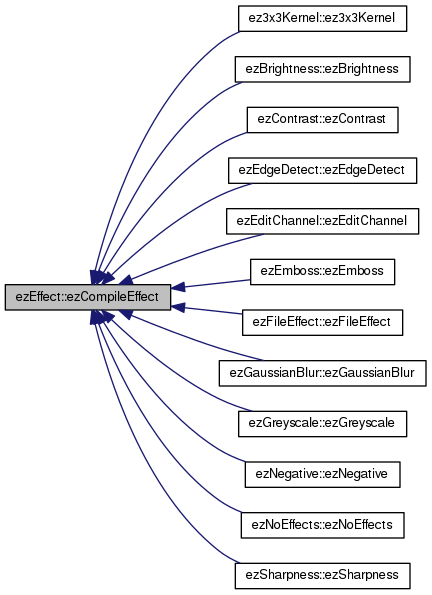 ez3x3Kernel::ez3x3Kernel
ezBrightness::ezBrightness
ezContrast::ezContrast
ezEdgeDetect::ezEdgeDetect
ezEditChannel::ezEditChannel
ezEmboss::ezEmboss
ezEffect::ezCompileEffect
ezFileEffect::ezFileEffect
ezGaussianBlur::ezGaussianBlur
ezGreyscale::ezGreyscale
ezNegative::ezNegative
ezNoEffects::ezNoEffects
ezSharpness::ezSharpness